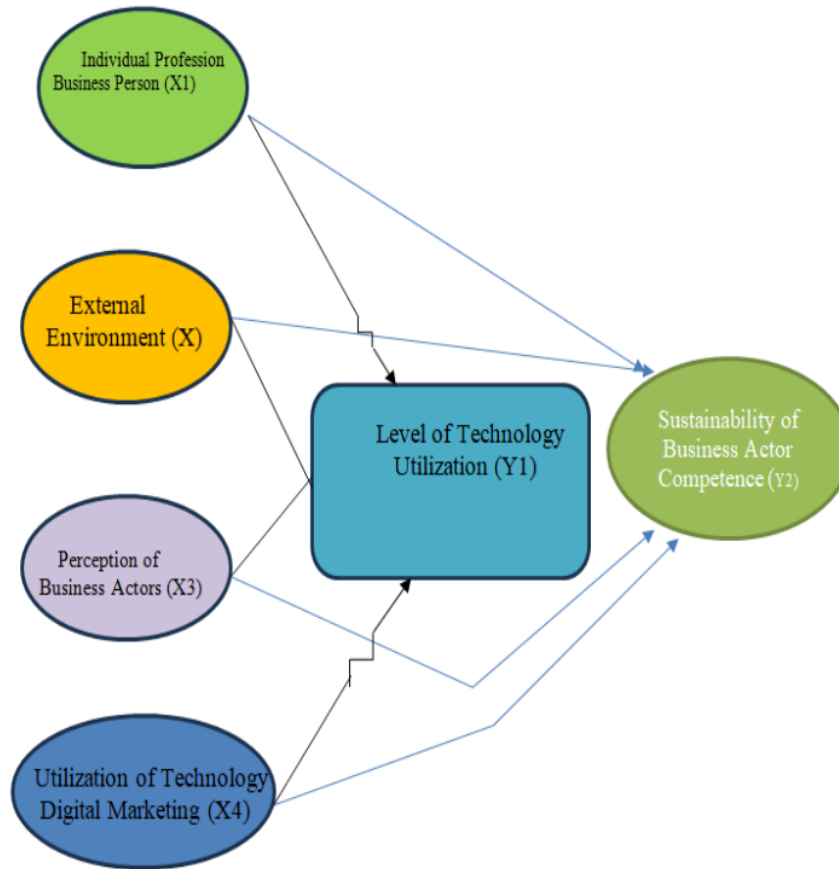 Individual Profession
Business Person (X1)
External
Environment (X)
Level of Technology
Utilization (Y1)
Sustainability of
Business Actor
Competence (Y2)
Perception of
Business Actors (X3)
Utilization of Technology
Digital Marketing (X4)